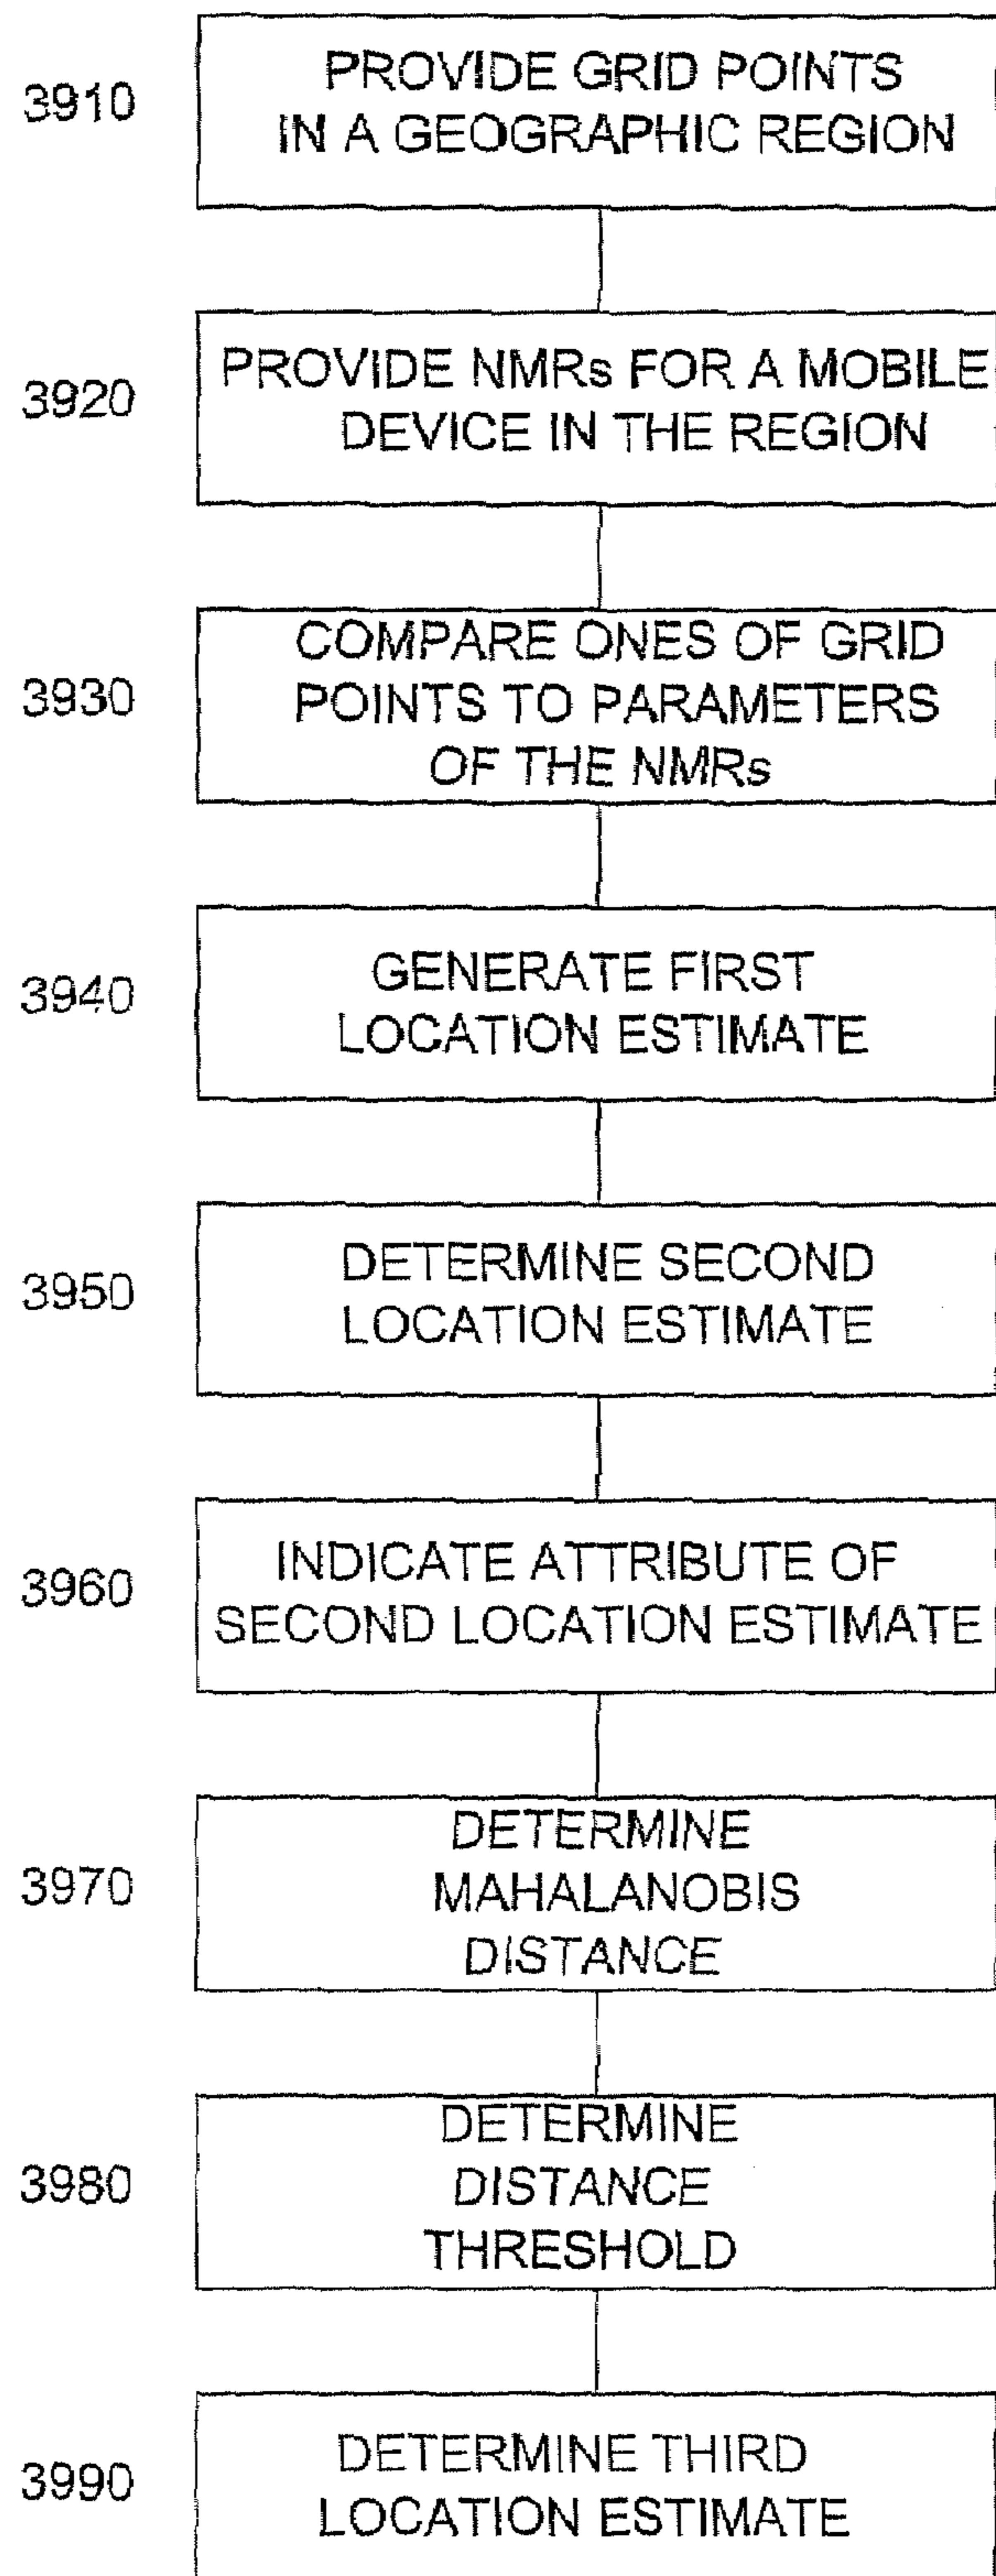 3910
PROVIDE GRID POINTS
IN A GEOGRAPHIC REGION
3920
PROVIDE NMRs FOR A MOBILE
DEVICE IN THE REGION
3930
COMPARE ONES OF GRID
POINTS TO PARAMETERS
OF THE NMRs
3940
GENERATE FIRST
LOCATION ESTIMATE
3950
DETERMINE SECOND
LOCATION ESTIMATE
3960
INDICATE ATTRIBUTE OF
SECOND LOCATION ESTIMATE
3970
DETERMINE
MAHALANOBIS
DISTANCE
3980
DETERMINE
DISTANCE
THRESHOLD
3990
DETERMINE THIRD
LOCATION ESTIMATE